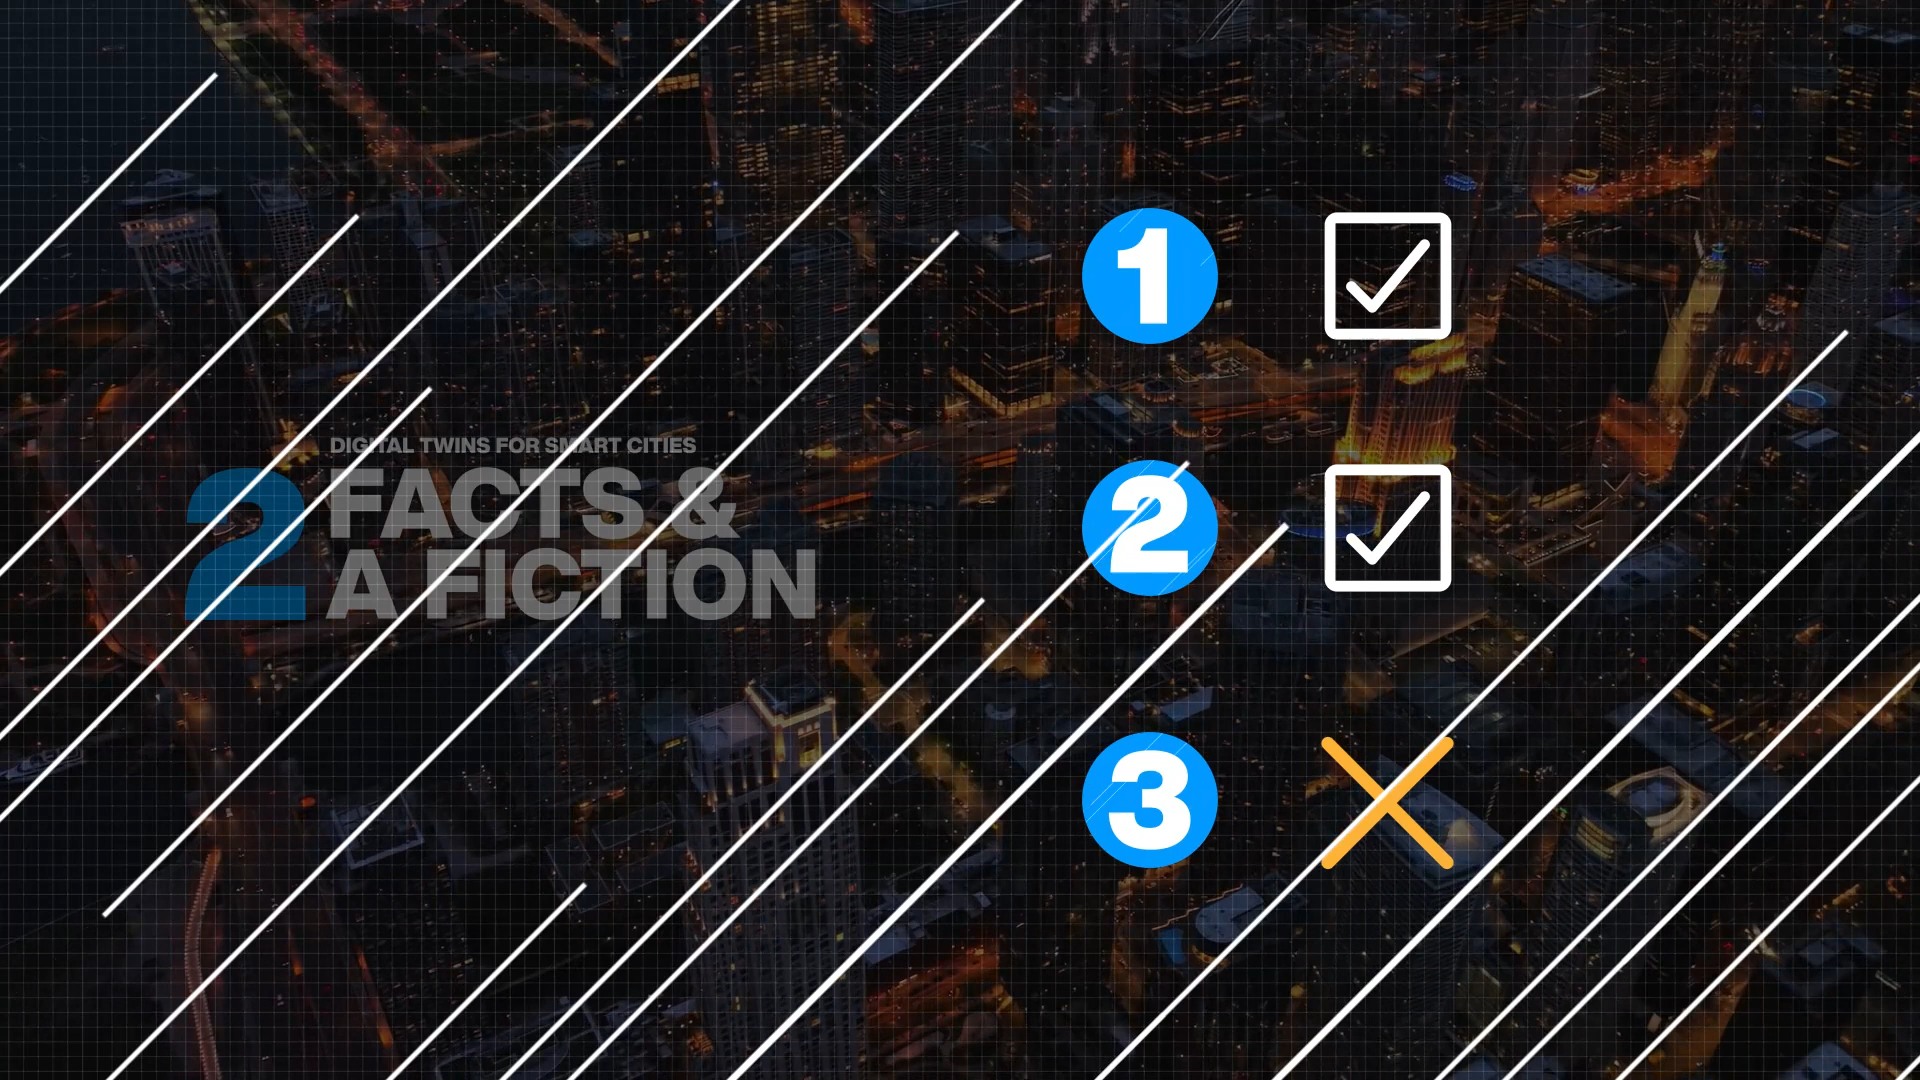 DIGITAL TWINS FOR SMART CITIES
2 FACTS &
A FICTION
1
2
3